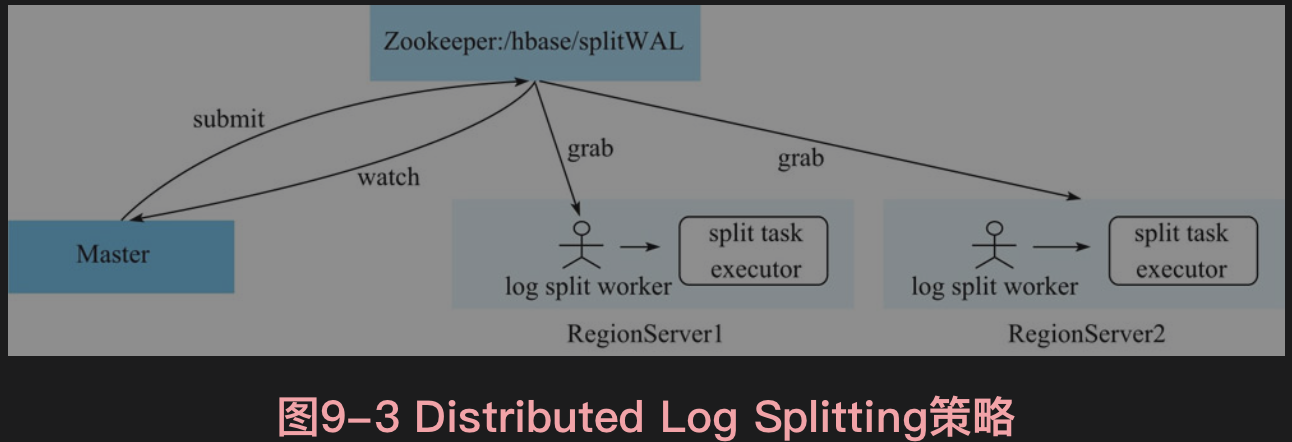 Zookeeper:/hbase/splitWAL
submit
watch
grab
grab
Master
split task
executor
log split worker
RegionServer1
split task
executor
log split worker
RegionServer2
图9-3 Distributed Log Splitting策略